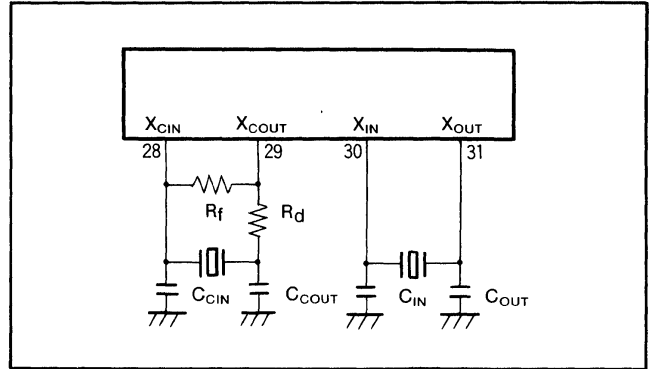 XCIN XCOUT XIN XOUT
28 29 30 31
Rf Rd
CCIN CCOUT CIN COUT